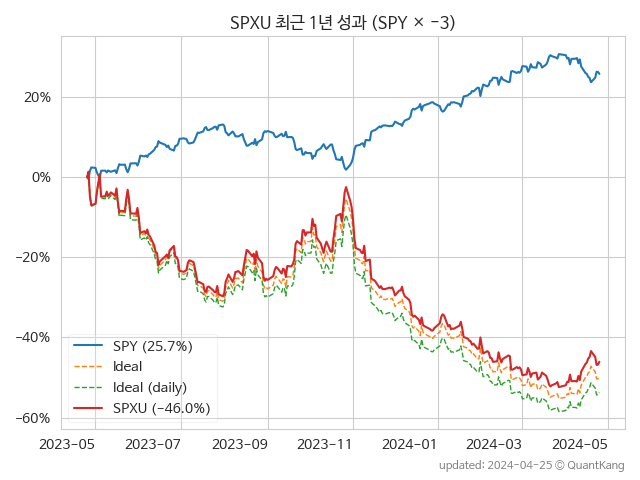 SPXU 최근 1년 성과 (SPY × −3)
20%
0%
−20%
−40%
−60%
SPY (25.7%)
Ideal
Ideal (daily)
SPXU (−46.0%)
2023-05 2023-07 2023-09 2023-11 2024-01 2024-03 2024-05
updated: 2024-04-25 © QuantKang